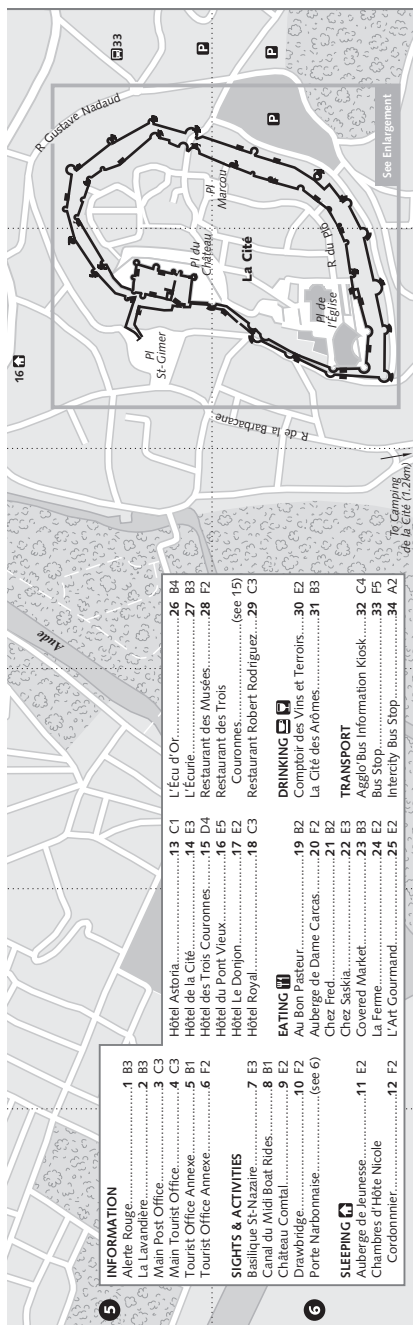 INFORMATION
Alerte Rouge 1 B3
La Lavandière 2 B3
Main Post Office 3 C3
Main Tourist Office 4 C3
Tourist Office Annexe 5 B1
Tourist Office Annexe 6 F2
SIGHTS & ACTIVITIES
Basilique St-Nazaire 7 E3
Canal du Midi Boat Rides 8 B1
Château Comtal 9 E2
Drawbridge 10 F2
Porte Narbonnaise (see 6)
SLEEPING
Auberge de Jeunesse 11 E2
Chambres d'Hôte Nicole
Cordonnnier 12 F2
Hôtel Astoria 13 C1
Hôtel de la Cité 14 E3
Hôtel des Trois Couronnes 15 D4
Hôtel du Pont Vieux 16 E5
Hôtel Le Donjon 17 E2
Hôtel Royal 18 C3
EATING
Au Bon Pasteur 19 B2
Auberge de Dame Carcas 20 F2
Chez Fred 21 B2
Chez Saskia 22 E3
Covered Market 23 B3
La Ferme 24 E2
L'Art Gourmand 25 E2
L'Écu d'Or 26 B4
L'Écurie 27 B3
Restaurant des Musées 28 F2
Restaurant des Trois
Couronnes (see 15)
Restaurant Robert Rodriguez 29 C3
DRINKING
Comptoir des Vins et Terroirs 30 E2
La Cité des Arômes 31 B3
TRANSPORT
Agglo'Bus Information Kiosk 32 C4
Bus Stop 33 F5
Intercity Bus Stop 34 A2
5
6
Aude
16
33
P
P
P
R Gustave Nadaud
Pl
St-Gimer
Pl du
Château
Pl
Marcou
La Cité
R du Plô
Pl de
l'Église
R de la Barbacane
See Enlargement
To Camping
de la Cité (1.2km)